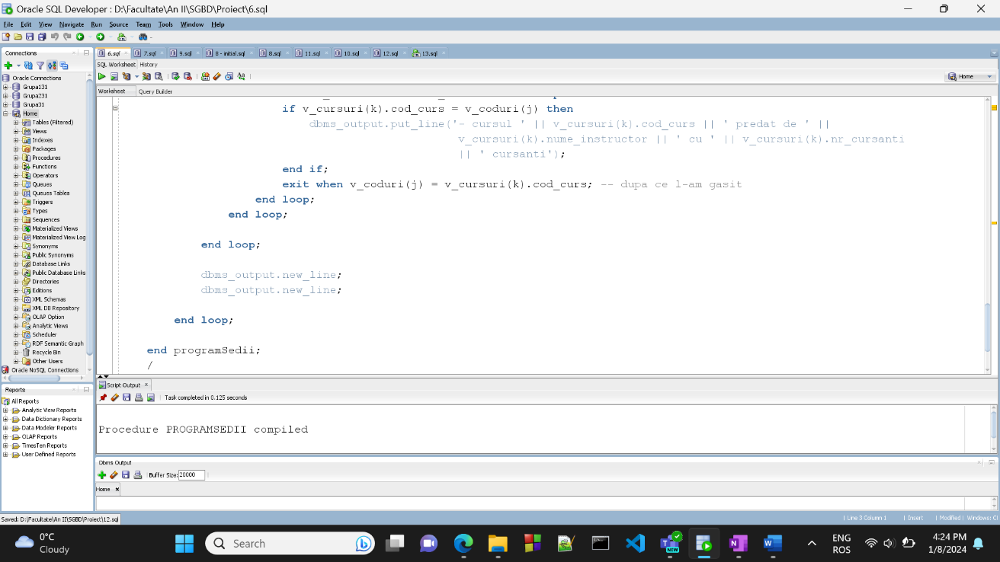 Oracle SQL Developer : D:\Facultate\An II\SGBD\Proiect\6.sql
File Edit View Navigate Run Source Team Tools Window Help
Connections
6.sql 7.sql 9.sql 8 - initial.sql 8.sql 11.sql 10.sql 12.sql 13.sql
SQL Worksheet History
Home
Worksheet Query Builder
Oracle Connections
Grupa131
Grupa231
Grupa31
Home
Tables (Filtered)
Views
Indexes
Packages
Procedures
Functions
Operators
Queues
Queues Tables
Triggers
Types
Sequences
Materialized Views
Materialized View Log
Synonyms
Public Synonyms
Database Links
Public Database Links
Directories
Editions
XML Schemas
XML DB Repository
OLAP Option
Analytic Views
Scheduler
RDF Semantic Graph
Recycle Bin
Other Users
Oracle NoSQL Connections
if v_cursuri(k).cod_curs = v_coduri(j) then
dbms_output.put_line('- cursul ' || v_cursuri(k).cod_curs || ' predat de ' ||
v_cursuri(k).nume_instructor || ' cu ' || v_cursuri(k).nr_cursanti
|| ' cursanti');
end if;
exit when v_coduri(j) = v_cursuri(k).cod_curs; -- dupa ce l-am gasit
end loop;
end loop;
end loop;
dbms_output.new_line;
dbms_output.new_line;
end loop;
end programSedii;
/
Reports
All Reports
Analytic View Reports
Data Dictionary Reports
Data Modeler Reports
OLAP Reports
TimesTen Reports
User Defined Reports
Script Output
Task completed in 0.125 seconds
Procedure PROGRAMSEDII compiled
Dbms Output
Buffer Size: 20000
Home
Saved: D:\Facultate\An II\SGBD\Proiect\12.sql
Line 3 Column 1 Insert Modified Windows: C
0°C
Cloudy
Search
NEW
ENG
ROS
4:24 PM
1/8/2024